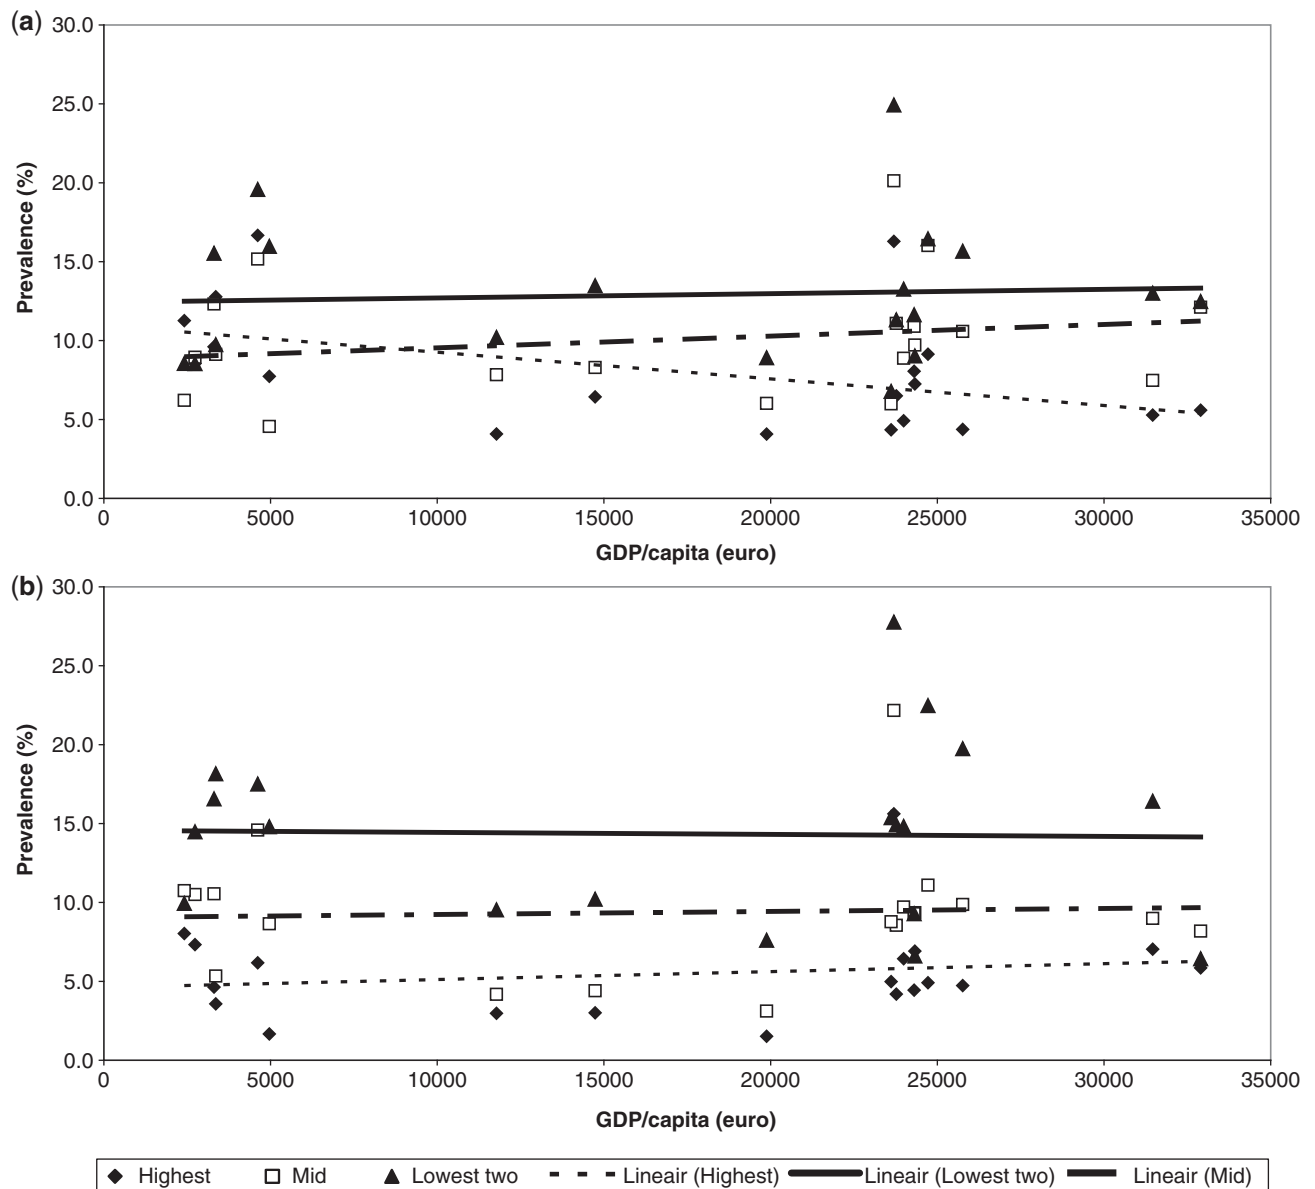 (a)
30.0
25.0
20.0
15.0
10.0
5.0
0.0
Prevalence (%)
0 5000 10000 15000 20000 25000 30000 35000
GDP/capita (euro)
(b)
30.0
25.0
20.0
15.0
10.0
5.0
0.0
Prevalence (%)
0 5000 10000 15000 20000 25000 30000 35000
GDP/capita (euro)
Highest Mid Lowest two Lineair (Highest) Lineair (Lowest two) Lineair (Mid)